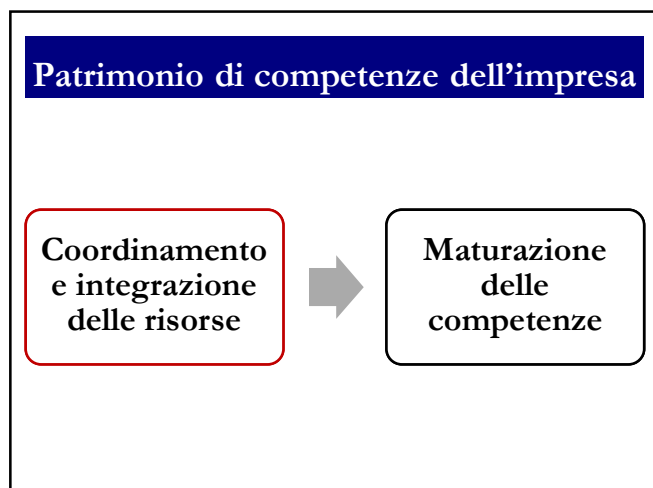 Patrimonio di competenze dell’impresa
Coordinamento
e integrazione
delle risorse
Maturazione
delle
competenze